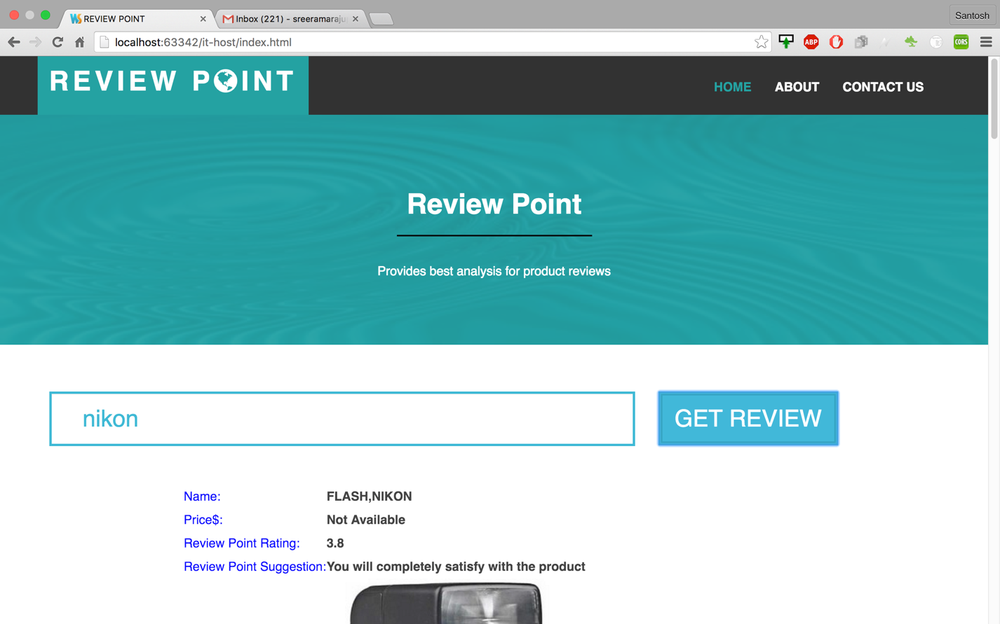 REVIEW POINT
Inbox (221) - sreeramaraju
Santosh
localhost:63342/it-host/index.html
ABP
CORS
REVIEW POINT
HOME
ABOUT
CONTACT US
Review Point
Provides best analysis for product reviews
nikon
GET REVIEW
Name: FLASH,NIKON
Price$: Not Available
Review Point Rating: 3.8
Review Point Suggestion:You will completely satisfy with the product